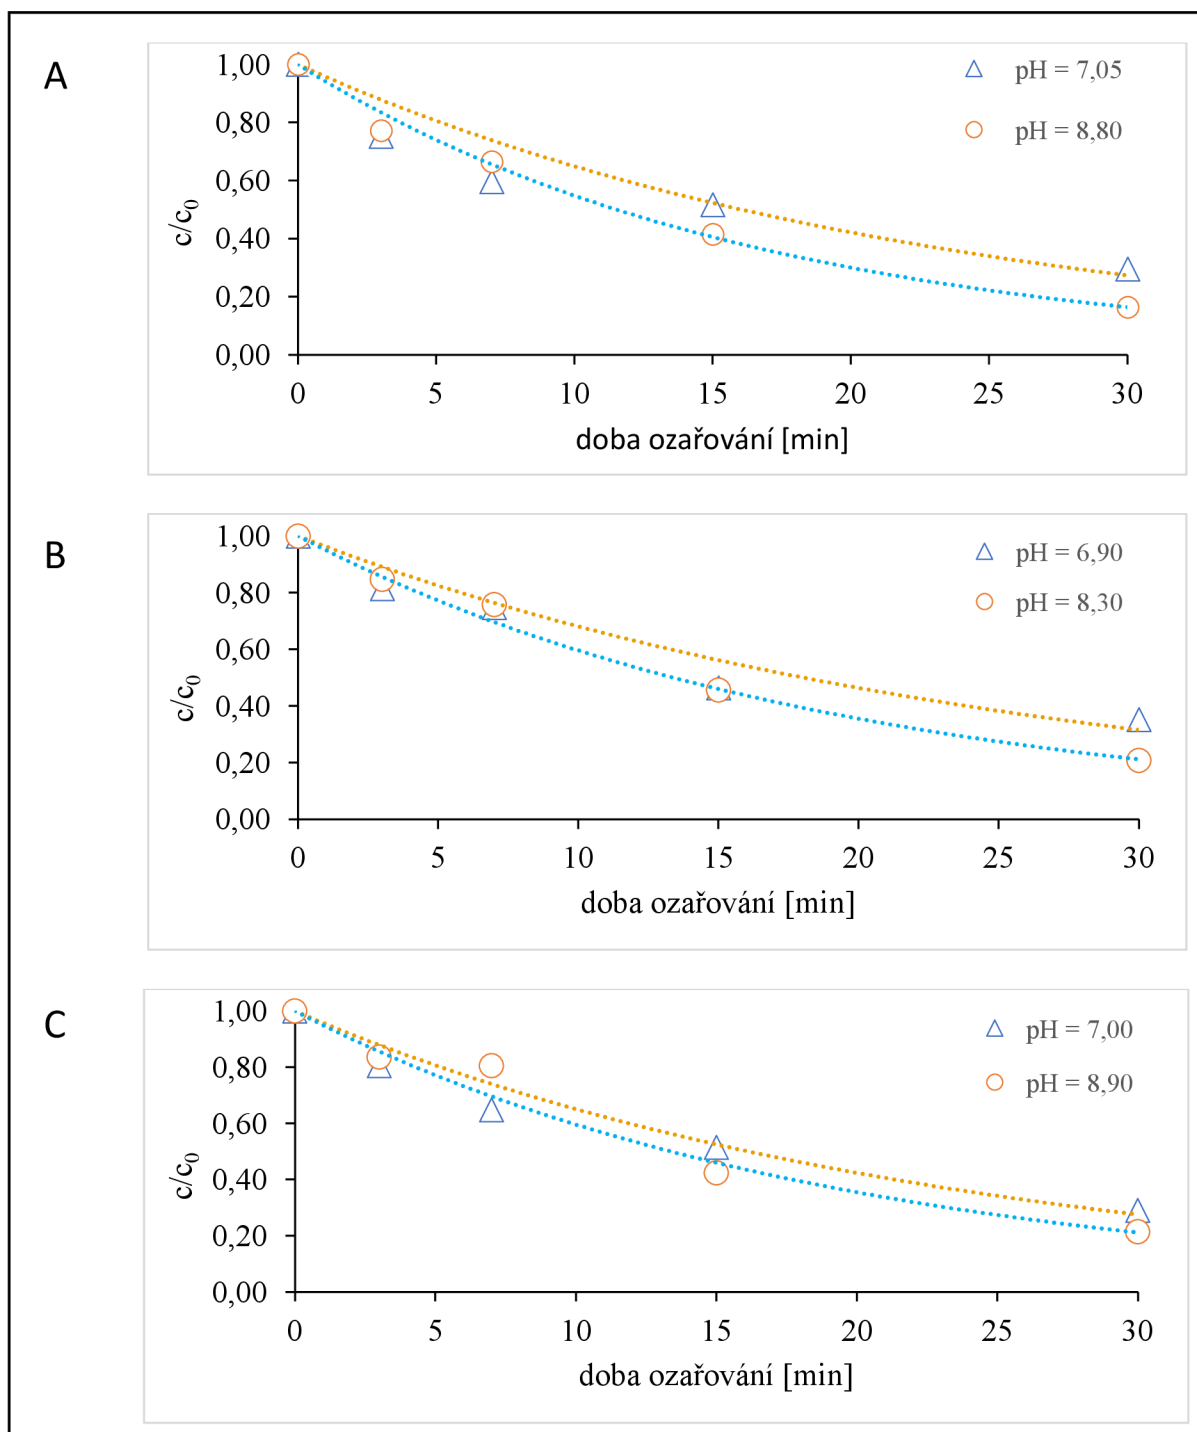 A
1,00
0,80
0,60
0,40
0,20
0,00
c/c0
pH = 7,05
pH = 8,80
0 5 10 15 20 25 30
doba ozařování [min]
B
1,00
0,80
0,60
0,40
0,20
0,00
c/c0
pH = 6,90
pH = 8,30
0 5 10 15 20 25 30
doba ozařování [min]
C
1,00
0,80
0,60
0,40
0,20
0,00
c/c0
pH = 7,00
pH = 8,90
0 5 10 15 20 25 30
doba ozařování [min]